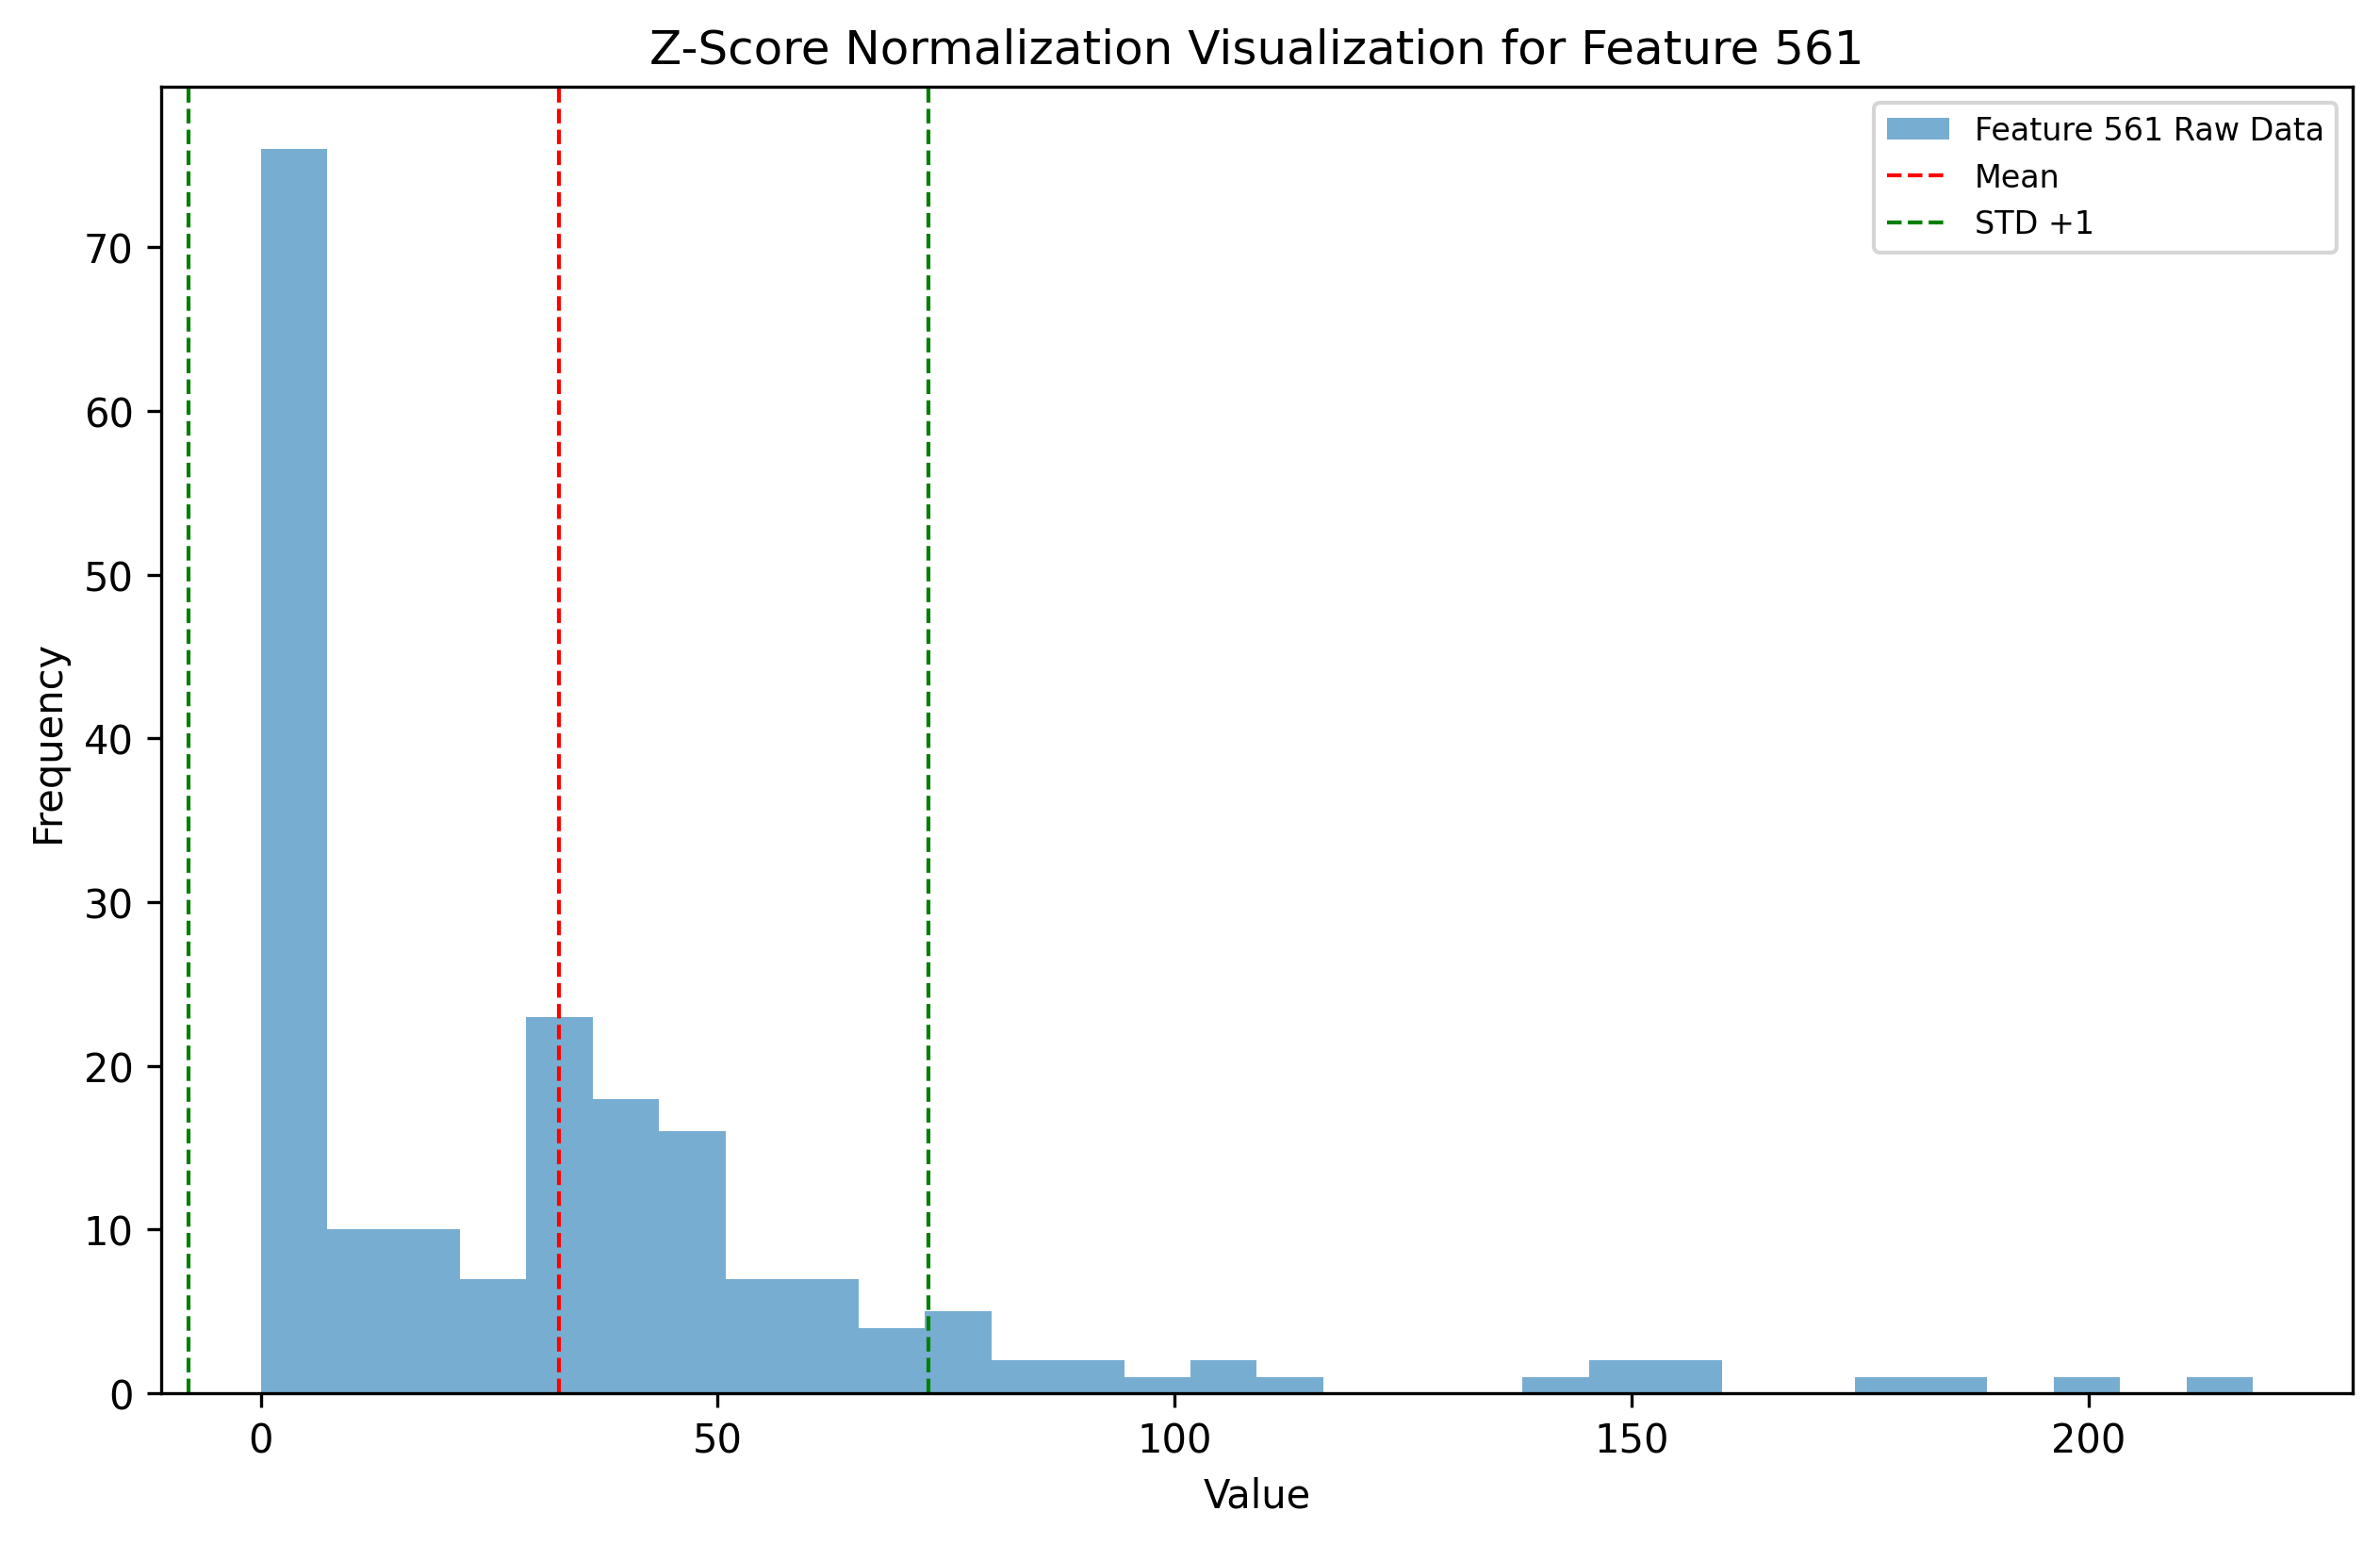 Z-Score Normalization Visualization for Feature 561
Feature 561 Raw Data
Mean
STD +1
70
60
50
40
30
20
10
0
Frequency
0 50 100 150 200
Value